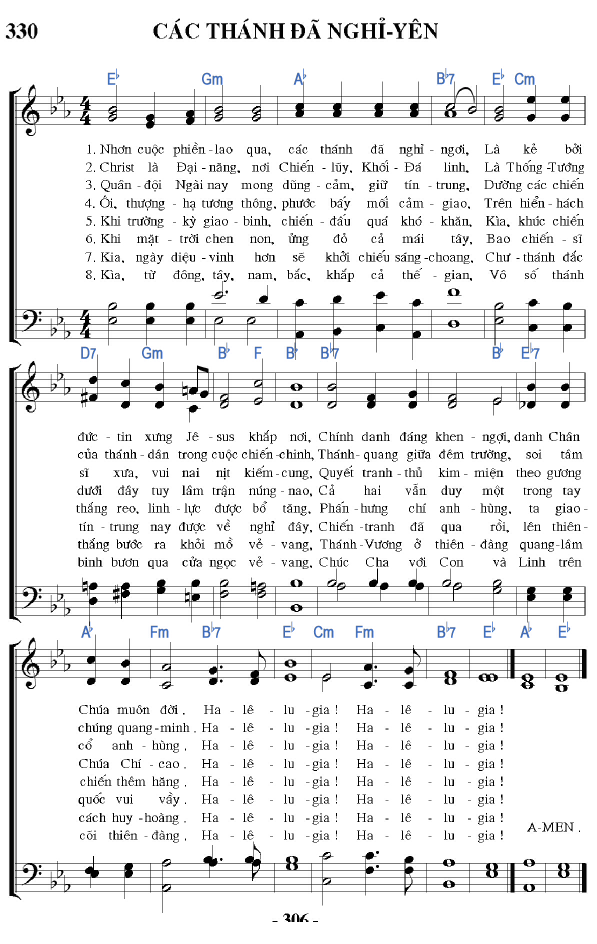 330 CÁC THÁNH ĐÃ NGHỈ-YÊN
E♭ Gm A♭ B♭7 E♭ Cm
1. Nhơn cuộc phiền-lao qua, các thánh đã nghỉ-ngơi, Là kẻ bởi
2. Christ là Đại-năng, nơi Chiến-lũy, Khối-Đá linh, Là Thống-Tướng
3. Quân-đội Ngài nay mong dũng-cảm, giữ tín-trung, Dường các chiến
4. Ôi, thượng-hạ tương thông, phước bấy mối cảm-giao, Trên hiển-hách
5. Khi trường-kỳ giao-binh, chiến-đấu quá khó-khăn, Kìa, khúc chiến
6. Khi mặt-trời chen non, ửng đỏ cả mái tây, Bao chiến-sĩ
7. Kia, ngày diệu-vinh hơn sẽ khởi chiếu sáng-choang, Chư-thánh đắc
8. Kìa, từ đông, tây, nam, bắc, khắp cả thế-gian, Vô số thánh
D7 Gm B♭ F B♭ B♭7 B♭ E♭7
đức-tin xưng Jê-sus khắp nơi, Chính danh đáng khen-ngợi, danh Chân
của thánh-dân trong cuộc chiến-chinh, Thánh-quang giữa đêm trường, soi tâm
sĩ xưa, vui nai nịt kiếm-cung, Quyết tranh-thủ kim-miện theo gương
dưới đây tuy lâm trận núng-nao, Cả hai vẫn duy một trong tay
thắng reo, linh-lực được bổ tăng, Phấn-hưng chí anh-hùng, ta giao-
tín-trung nay được về nghỉ đây, Chiến-tranh đã qua rồi, lên thiên-
thắng bước ra khỏi mồ vẻ-vang, Thánh-Vương ở thiên-đàng quang-lâm
binh bươn qua cửa ngọc vẻ-vang, Chúc Cha với Con và Linh trên
A♭ Fm B♭7 E♭ Cm Fm B♭7 E♭ A♭ E♭
Chúa muôn đời. Ha-lê-lu-gia! Ha-lê-lu-gia!
chúng quang-minh. Ha-lê-lu-gia! Ha-lê-lu-gia!
cổ anh-hùng. Ha-lê-lu-gia! Ha-lê-lu-gia!
Chúa Chí-cao. Ha-lê-lu-gia! Ha-lê-lu-gia!
chiến thêm hăng. Ha-lê-lu-gia! Ha-lê-lu-gia!
quốc vui vầy. Ha-lê-lu-gia! Ha-lê-lu-gia!
cách huy-hoàng. Ha-lê-lu-gia! Ha-lê-lu-gia!
cõi thiên-đàng. Ha-lê-lu-gia! Ha-lê-lu-gia!
A-MEN.
- 306 -